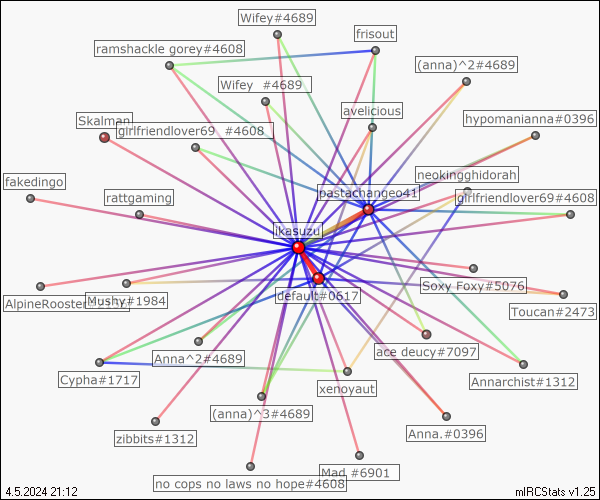 Wifey#4689
frisout
ramshackle gorey#4608
(anna)^2#4689
Wifey #4689
avelicious
hypomanianna#0396
Skalman
girlfriendlover69 #4608
neokingghidorah
fakedingo
pastachangeo41
girlfriendlover69#4608
rattgaming
ikasuzu
Soxy Foxy#5076
default#0617
AlpineRooster
Mushy#1984
Toucan#2473
Anna^2#4689
ace deucy#7097
Cypha#1717
xenoyaut
Annarchist#1312
(anna)^3#4689
zibbits#1312
Anna.#0396
no cops no laws no hope#4608
Mad #6901
4.5.2024 21:12
mIRCStats v1.25